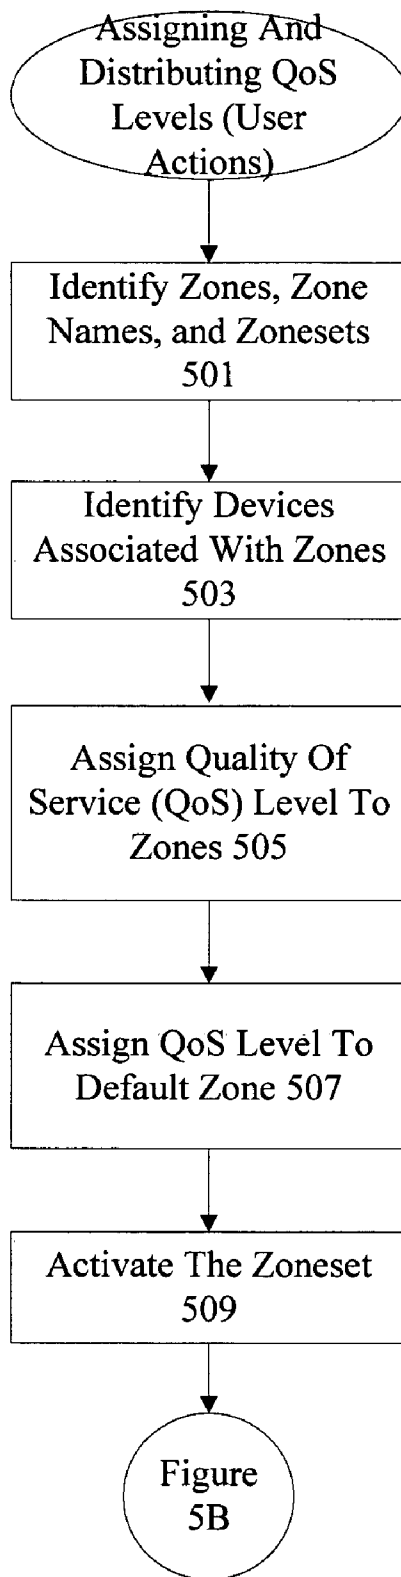 Assigning And
Distributing QoS
Levels (User
Actions)
Identify Zones, Zone
Names, and Zonesets
501
Identify Devices
Associated With Zones
503
Assign Quality Of
Service (QoS) Level To
Zones 505
Assign QoS Level To
Default Zone 507
Activate The Zoneset
509
Figure
5B